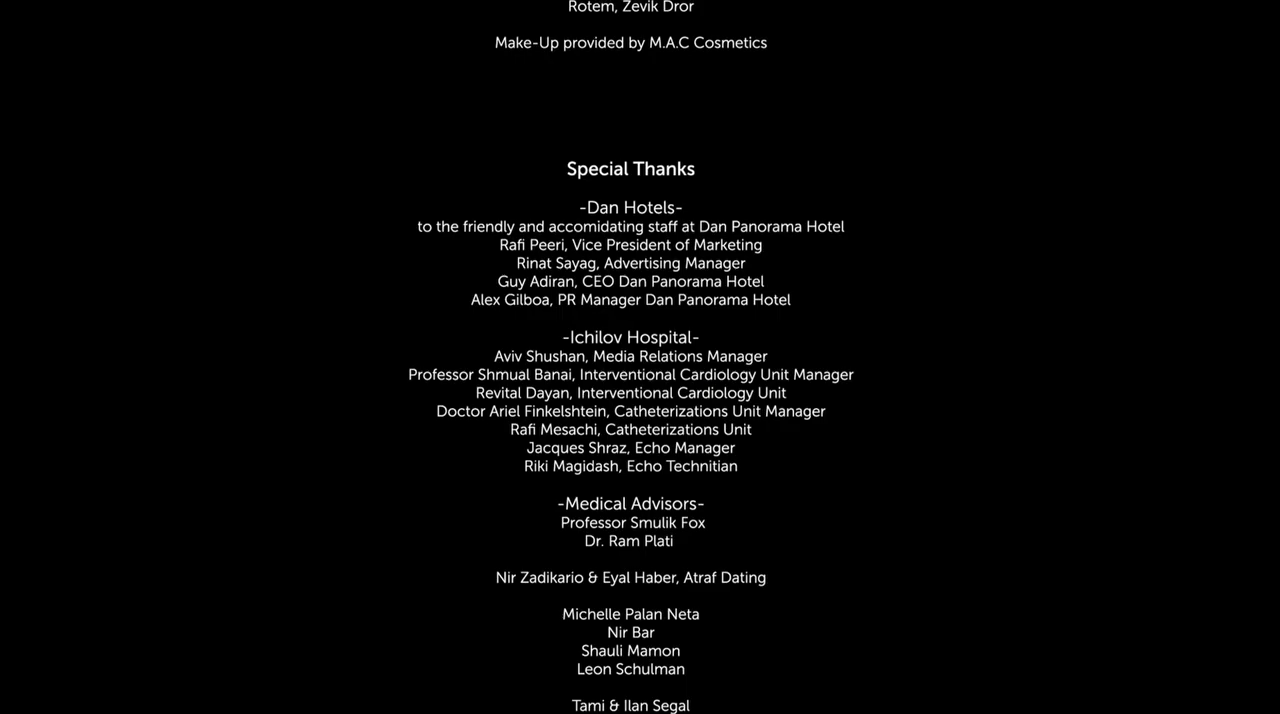 Rotem, Zevik Dror
Make-Up provided by M.A.C Cosmetics
Special Thanks
-Dan Hotels-
to the friendly and accomidating staff at Dan Panorama Hotel
Rafi Peeri, Vice President of Marketing
Rinat Sayag, Advertising Manager
Guy Adiran, CEO Dan Panorama Hotel
Alex Gilboa, PR Manager Dan Panorama Hotel
-Ichilov Hospital-
Aviv Shushan, Media Relations Manager
Professor Shmual Banai, Interventional Cardiology Unit Manager
Revital Dayan, Interventional Cardiology Unit
Doctor Ariel Finkelshtein, Catheterizations Unit Manager
Rafi Mesachi, Catheterizations Unit
Jacques Shraz, Echo Manager
Riki Magidash, Echo Technitian
-Medical Advisors-
Professor Smulik Fox
Dr. Ram Plati
Nir Zadikario & Eyal Haber, Atraf Dating
Michelle Palan Neta
Nir Bar
Shauli Mamon
Leon Schulman
Tami & Ilan Segal